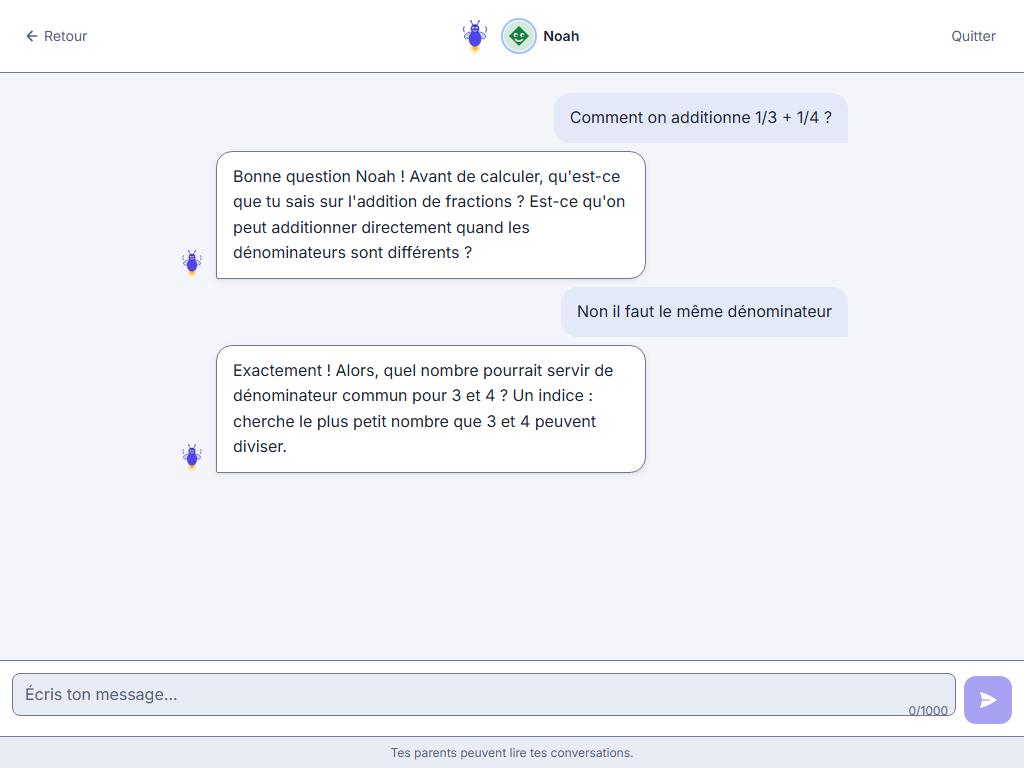 ← Retour
Noah
Quitter
Comment on additionne 1/3 + 1/4 ?
Bonne question Noah ! Avant de calculer, qu'est-ce
que tu sais sur l'addition de fractions ? Est-ce qu'on
peut additionner directement quand les
dénominateurs sont différents ?
Non il faut le même dénominateur
Exactement ! Alors, quel nombre pourrait servir de
dénominateur commun pour 3 et 4 ? Un indice :
cherche le plus petit nombre que 3 et 4 peuvent
diviser.
Écris ton message...
0/1000
Tes parents peuvent lire tes conversations.